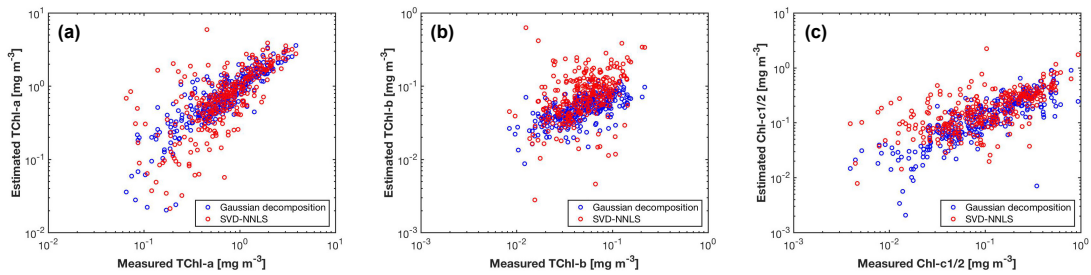 (a)
Estimated TChl-a [mg m⁻³]
10¹
10⁰
10⁻¹
10⁻²
10⁻² 10⁻¹ 10⁰ 10¹
Measured TChl-a [mg m⁻³]
Gaussian decomposition
SVD-NNLS
(b)
Estimated TChl-b [mg m⁻³]
10⁰
10⁻¹
10⁻²
10⁻³
10⁻³ 10⁻² 10⁻¹ 10⁰
Measured TChl-b [mg m⁻³]
Gaussian decomposition
SVD-NNLS
(c)
Estimated Chl-c1/2 [mg m⁻³]
10¹
10⁰
10⁻¹
10⁻²
10⁻³
10⁻³ 10⁻² 10⁻¹ 10⁰
Measured Chl-c1/2 [mg m⁻³]
Gaussian decomposition
SVD-NNLS